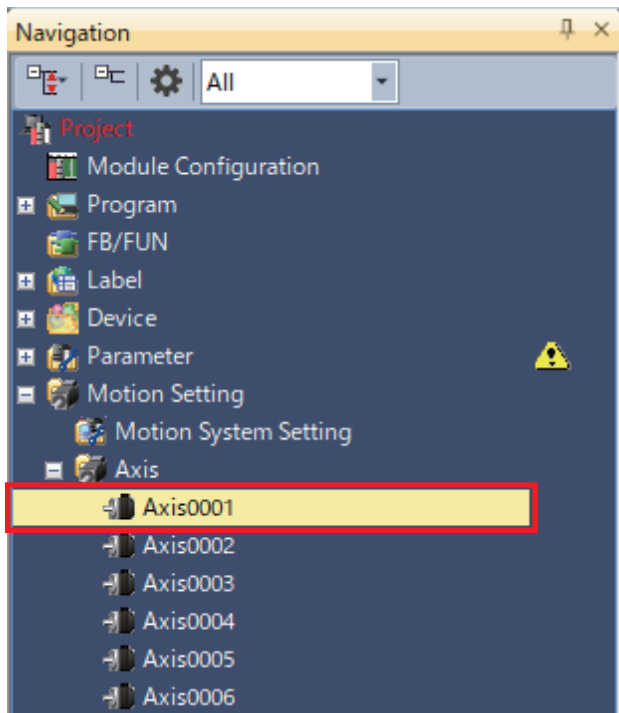 Navigation
All
Project
Module Configuration
Program
FB/FUN
Label
Device
Parameter
Motion Setting
Motion System Setting
Axis
Axis0001
Axis0002
Axis0003
Axis0004
Axis0005
Axis0006